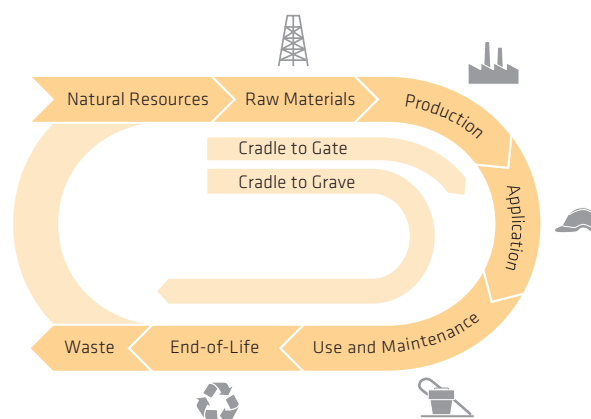 Natural Resources
Raw Materials
Production
Cradle to Gate
Cradle to Grave
Application
Use and Maintenance
End-of-Life
Waste